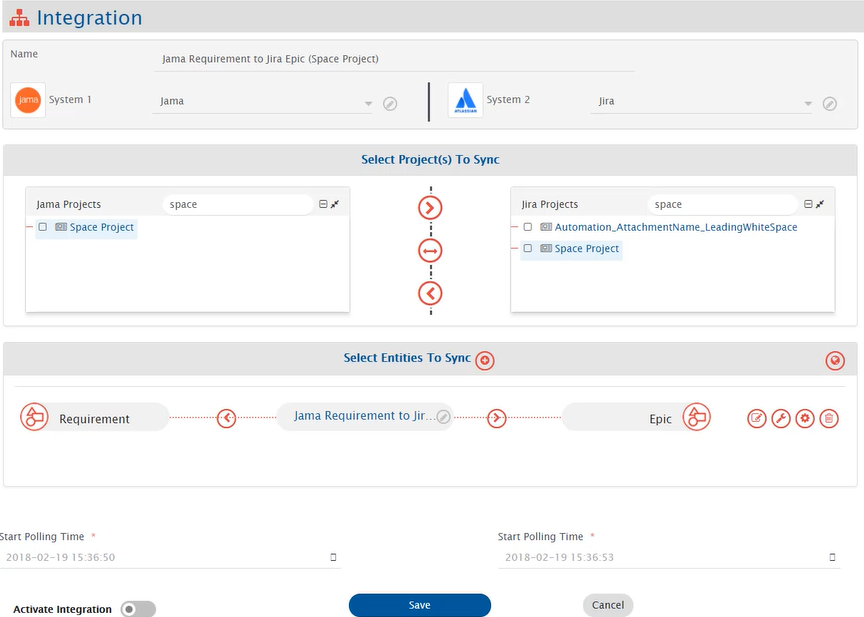 Integration
Name
Jama Requirement to Jira Epic (Space Project)
jama
System 1
Jama
ATLASSIAN
System 2
Jira
Select Project(s) To Sync
Jama Projects
space
Space Project
Jira Projects
space
Automation_AttachmentName_LeadingWhiteSpace
Space Project
Select Entities To Sync
Requirement
Jama Requirement to Jir...
Epic
Start Polling Time *
2018-02-19 15:36:50
Start Polling Time *
2018-02-19 15:36:53
Activate Integration
Save
Cancel